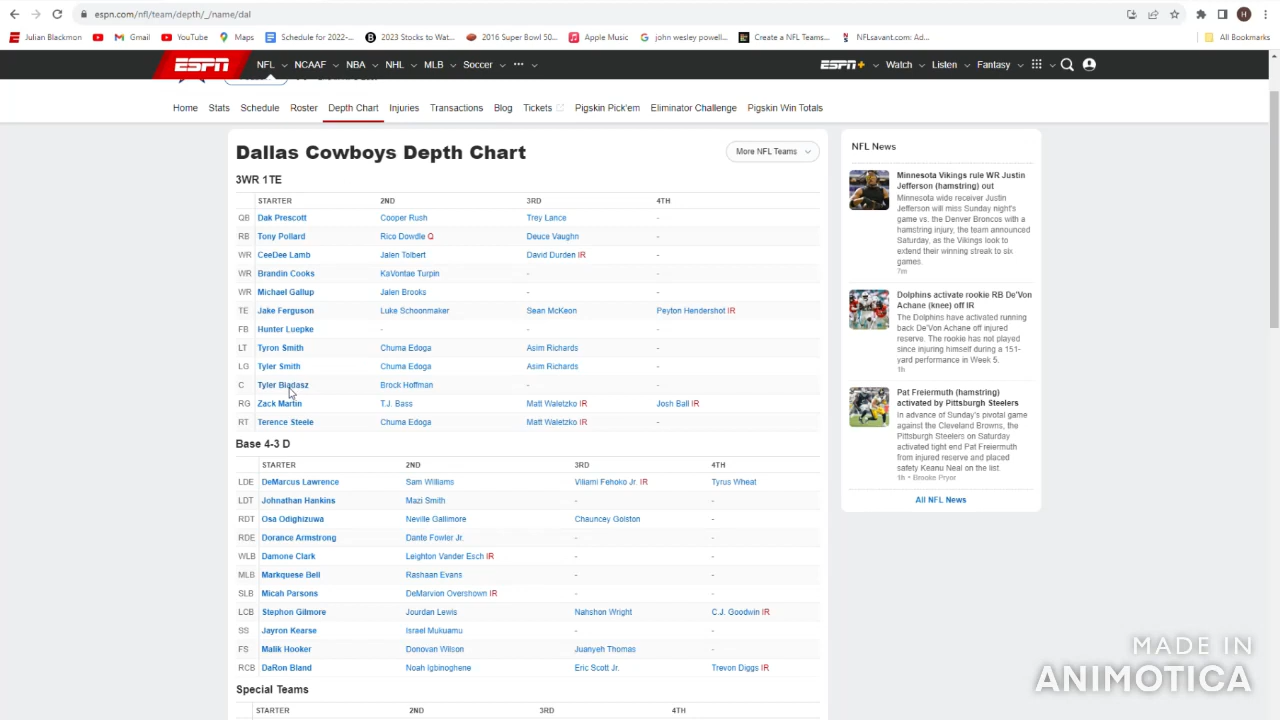 espn.com/nfl/team/depth/_/name/dal
Julian Blackmon Gmail YouTube Maps Schedule for 2022-... 2023 Stocks to Wat... 2016 Super Bowl 50... Apple Music john wesley powell... Create a NFL Teams... NFLsavant.com: Ad... All Bookmarks
ESPN NFL NCAAF NBA NHL MLB Soccer ••• ESPN+ Watch Listen Fantasy
Home Stats Schedule Roster Depth Chart Injuries Transactions Blog Tickets Pigskin Pick'em Eliminator Challenge Pigskin Win Totals
Dallas Cowboys Depth Chart More NFL Teams
3WR 1TE
STARTER 2ND 3RD 4TH
QB Dak Prescott Cooper Rush Trey Lance -
RB Tony Pollard Rico Dowdle Q Deuce Vaughn -
WR CeeDee Lamb Jalen Tolbert David Durden IR -
WR Brandin Cooks KaVontae Turpin - -
WR Michael Gallup Jalen Brooks - -
TE Jake Ferguson Luke Schoonmaker Sean McKeon Peyton Hendershot IR
FB Hunter Luepke - - -
LT Tyron Smith Chuma Edoga Asim Richards -
LG Tyler Smith Chuma Edoga Asim Richards -
C Tyler Biadasz Brock Hoffman - -
RG Zack Martin T.J. Bass Matt Waletzko IR Josh Ball IR
RT Terence Steele Chuma Edoga Matt Waletzko IR -
Base 4-3 D
STARTER 2ND 3RD 4TH
LDE DeMarcus Lawrence Sam Williams Viliami Fehoko Jr. IR Tyrus Wheat
LDT Johnathan Hankins Mazi Smith - -
RDT Osa Odighizuwa Neville Gallimore Chauncey Golston -
RDE Dorance Armstrong Dante Fowler Jr. - -
WLB Damone Clark Leighton Vander Esch IR - -
MLB Markquese Bell Rashaan Evans - -
SLB Micah Parsons DeMarvion Overshown IR - -
LCB Stephon Gilmore Jourdan Lewis Nahshon Wright C.J. Goodwin IR
SS Jayron Kearse Israel Mukuamu - -
FS Malik Hooker Donovan Wilson Juanyeh Thomas -
RCB DaRon Bland Noah Igbinoghene Eric Scott Jr. Trevon Diggs IR
Special Teams
STARTER 2ND 3RD 4TH
NFL News
Minnesota Vikings rule WR Justin
Jefferson (hamstring) out
Minnesota wide receiver Justin
Jefferson will miss Sunday night's
game vs. the Denver Broncos with a
hamstring injury, the team announced
Saturday, as the Vikings look to
extend their winning streak to six
games.
7m
Dolphins activate rookie RB De'Von
Achane (knee) off IR
The Dolphins have activated running
back De'Von Achane off injured
reserve. The rookie has not played
since injuring himself during a 151-
yard performance in Week 5.
1h
Pat Freiermuth (hamstring)
activated by Pittsburgh Steelers
In advance of Sunday's pivotal game
against the Cleveland Browns, the
Pittsburgh Steelers on Saturday
activated tight end Pat Freiermuth
from injured reserve and placed
safety Keanu Neal on the list.
1h • Brooke Pryor
All NFL News
MADE IN
ANIMOTICA